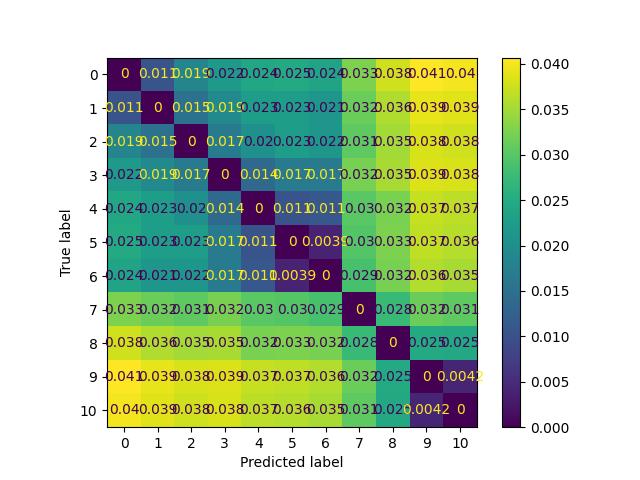 0 0 0.011 0.019 0.022 0.024 0.025 0.024 0.033 0.038 0.041 0.04
1 0.011 0 0.015 0.019 0.023 0.023 0.021 0.032 0.036 0.039 0.039
2 0.019 0.015 0 0.017 0.02 0.023 0.022 0.031 0.035 0.038 0.038
3 0.022 0.019 0.017 0 0.014 0.017 0.017 0.032 0.035 0.039 0.038
4 0.024 0.023 0.02 0.014 0 0.011 0.011 0.03 0.032 0.037 0.037
5 0.025 0.023 0.023 0.017 0.011 0 0.0039 0.03 0.033 0.037 0.036
6 0.024 0.021 0.022 0.017 0.011 0.0039 0 0.029 0.032 0.036 0.035
7 0.033 0.032 0.031 0.032 0.03 0.03 0.029 0 0.028 0.032 0.031
8 0.038 0.036 0.035 0.035 0.032 0.033 0.032 0.028 0 0.025 0.025
9 0.041 0.039 0.038 0.039 0.037 0.037 0.036 0.032 0.025 0 0.0042
10 0.04 0.039 0.038 0.038 0.037 0.036 0.035 0.031 0.025 0.0042 0
0 1 2 3 4 5 6 7 8 9 10
Predicted label
True label
0.040
0.035
0.030
0.025
0.020
0.015
0.010
0.005
0.000